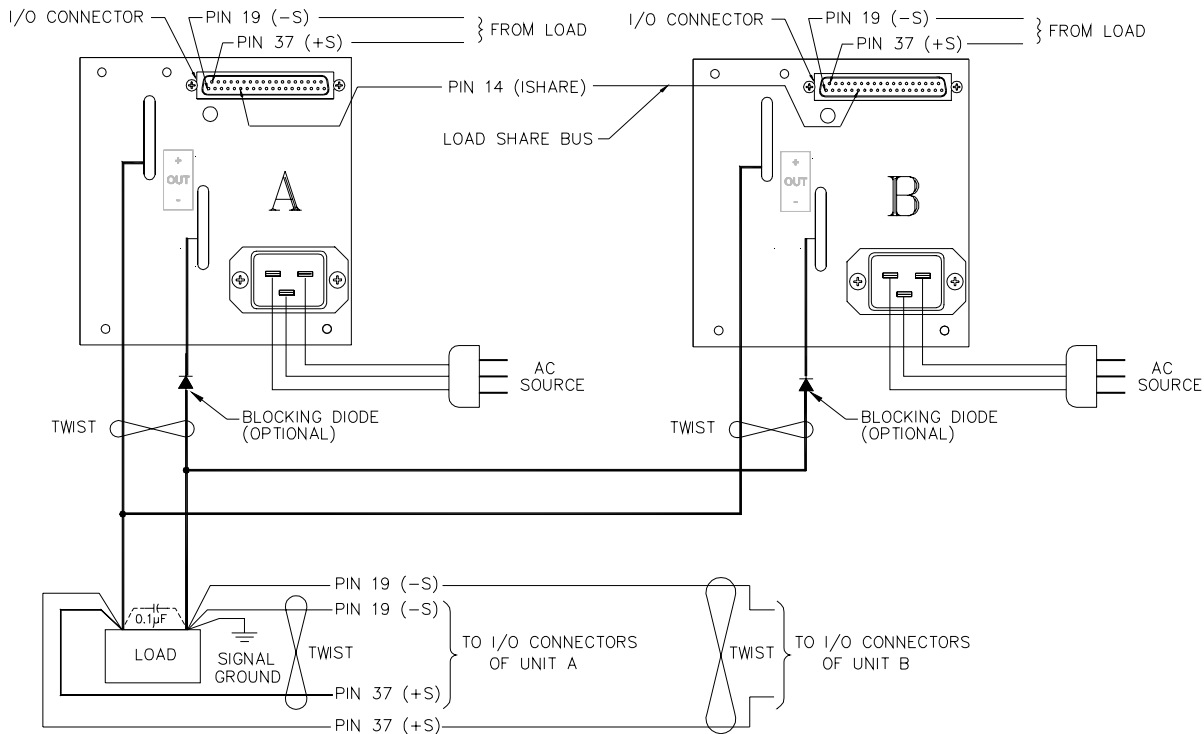 I/O CONNECTOR
PIN 19 (−S)
PIN 37 (+S)
FROM LOAD
I/O CONNECTOR
PIN 19 (−S)
PIN 37 (+S)
FROM LOAD
PIN 14 (ISHARE)
LOAD SHARE BUS
+
OUT
-
A
+
OUT
-
B
AC
SOURCE
AC
SOURCE
BLOCKING DIODE
(OPTIONAL)
TWIST
BLOCKING DIODE
(OPTIONAL)
TWIST
PIN 19 (−S)
PIN 19 (−S)
0.1µF
LOAD
SIGNAL
GROUND
TWIST
TO I/O CONNECTORS
OF UNIT A
TWIST
TO I/O CONNECTORS
OF UNIT B
PIN 37 (+S)
PIN 37 (+S)